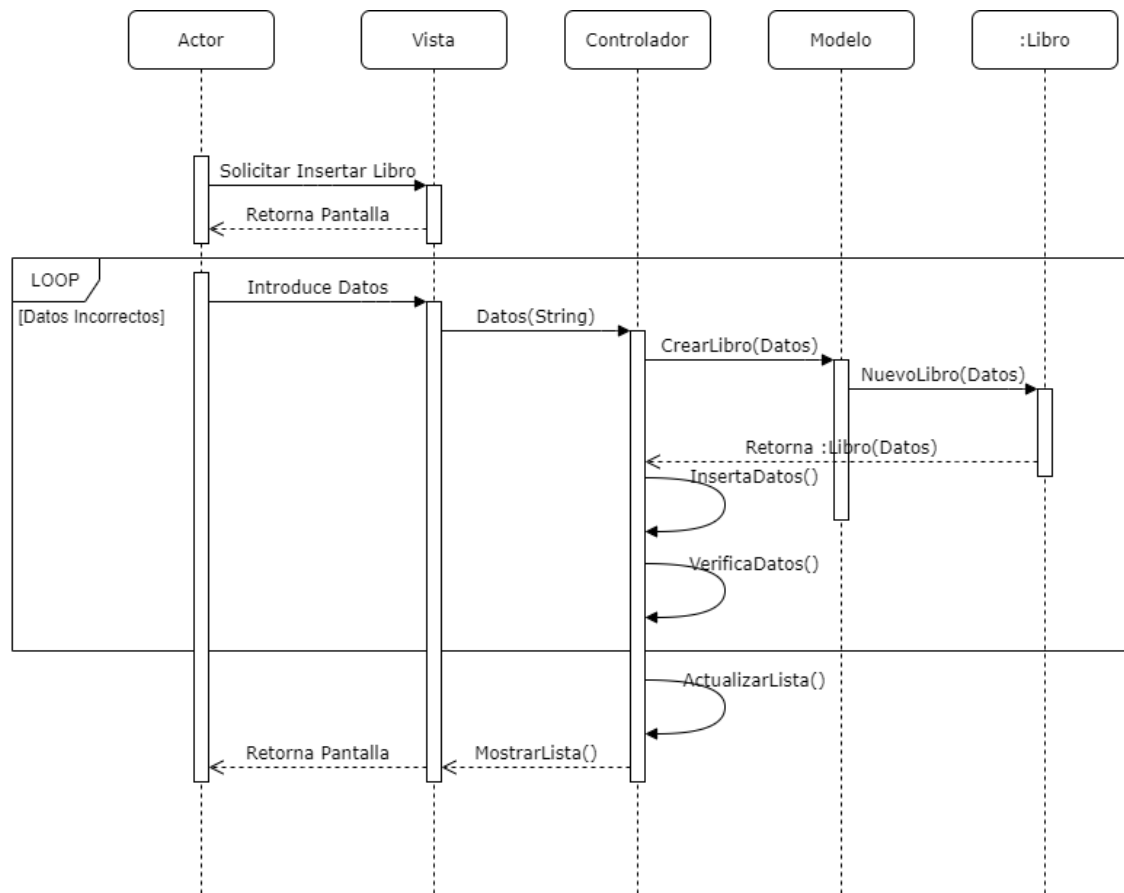 Actor
Vista
Controlador
Modelo
:Libro
Solicitar Insertar Libro
Retorna Pantalla
LOOP
[Datos Incorrectos]
Introduce Datos
Datos(String)
CrearLibro(Datos)
NuevoLibro(Datos)
Retorna :Libro(Datos)
InsertaDatos()
VerificaDatos()
ActualizarLista()
Retorna Pantalla
MostrarLista()